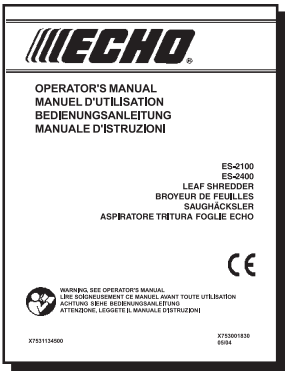 ECHO®
OPERATOR'S MANUAL
MANUEL D'UTILISATION
BEDIENUNGSANLEITUNG
MANUALE D'ISTRUZIONI
ES-2100
ES-2400
LEAF SHREDDER
BROYEUR DE FEUILLES
SAUGHÄCKSLER
ASPIRATORE TRITURA FOGLIE ECHO
CE
WARNING, SEE OPERATOR'S MANUAL
LIRE SOIGNEUSEMENT CE MANUEL AVANT TOUTE UTILISATION
ACHTUNG SIEHE BEDIENUNGSANLEITUNG
ATTENZIONE, LEGGETE IL MANUALE D'ISTRUZIONI
X7531134500
X753001830
05/04